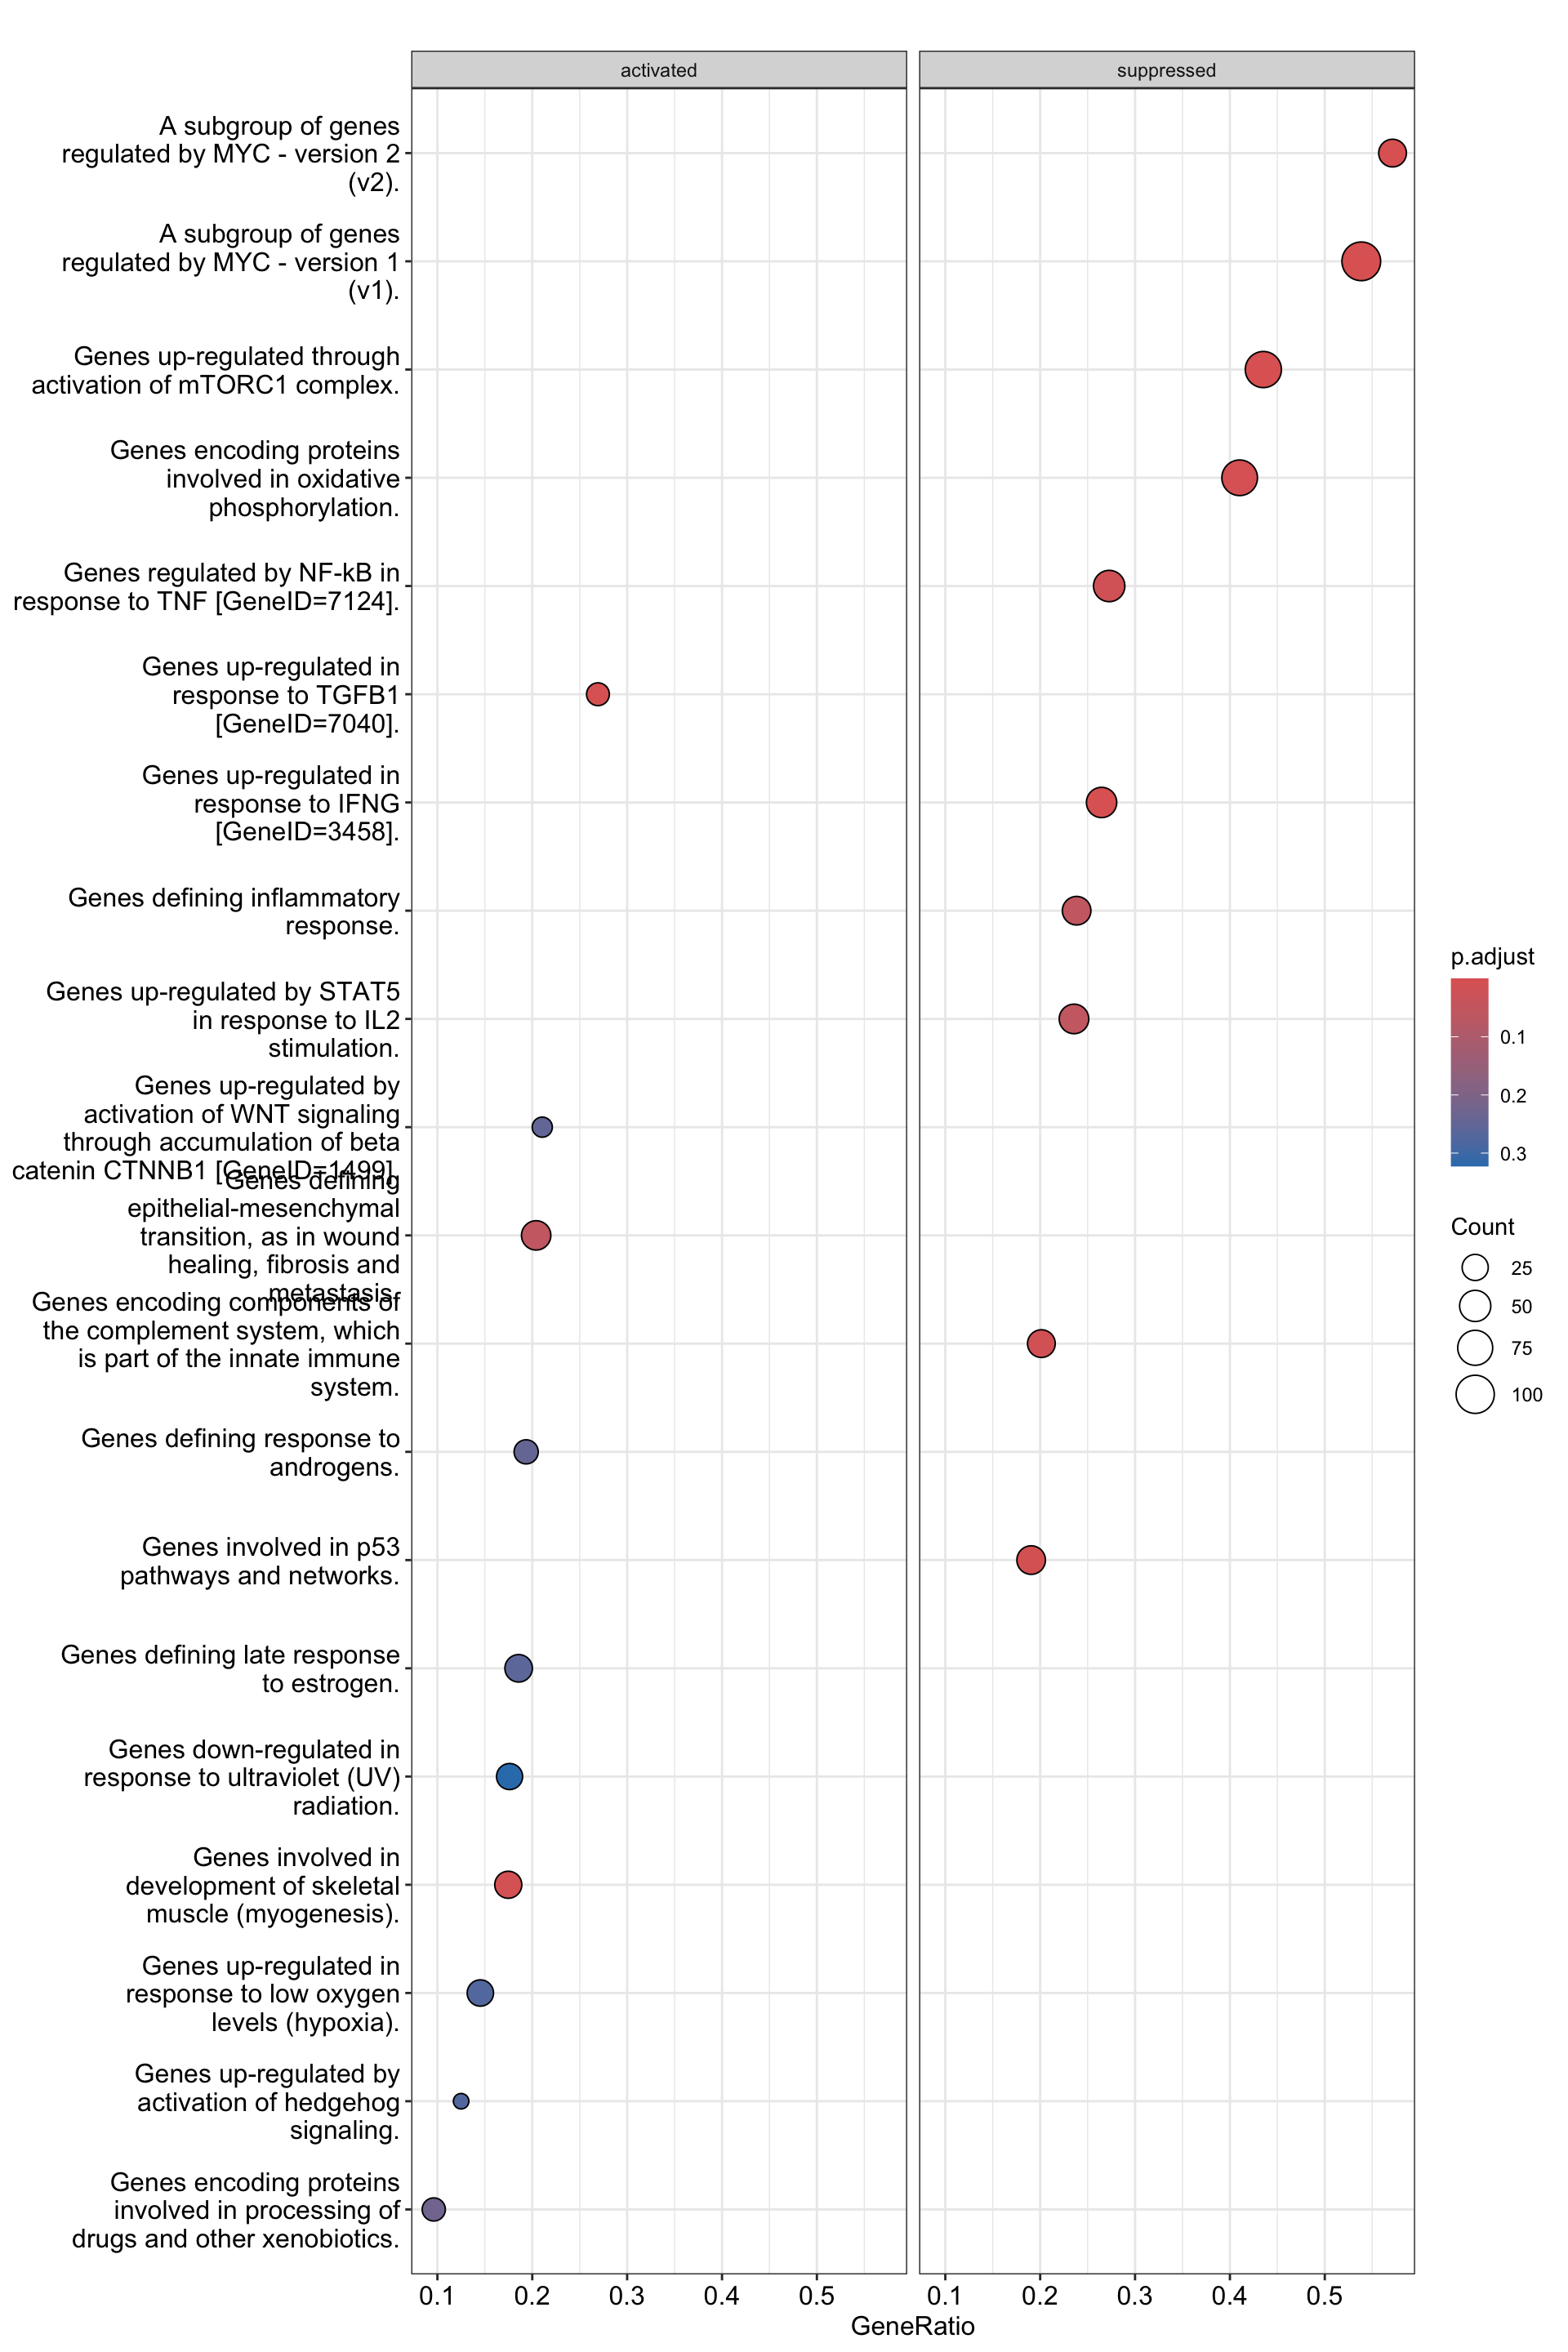 activated
suppressed
A subgroup of genes
regulated by MYC - version 2
(v2).
A subgroup of genes
regulated by MYC - version 1
(v1).
Genes up-regulated through
activation of mTORC1 complex.
Genes encoding proteins
involved in oxidative
phosphorylation.
Genes regulated by NF-kB in
response to TNF [GeneID=7124].
Genes up-regulated in
response to TGFB1
[GeneID=7040].
Genes up-regulated in
response to IFNG
[GeneID=3458].
Genes defining inflammatory
response.
Genes up-regulated by STAT5
in response to IL2
stimulation.
Genes up-regulated by
activation of WNT signaling
through accumulation of beta
catenin CTNNB1 [GeneID=1499].
Genes defining
epithelial-mesenchymal
transition, as in wound
healing, fibrosis and
metastasis.
Genes encoding components of
the complement system, which
is part of the innate immune
system.
Genes defining response to
androgens.
Genes involved in p53
pathways and networks.
Genes defining late response
to estrogen.
Genes down-regulated in
response to ultraviolet (UV)
radiation.
Genes involved in
development of skeletal
muscle (myogenesis).
Genes up-regulated in
response to low oxygen
levels (hypoxia).
Genes up-regulated by
activation of hedgehog
signaling.
Genes encoding proteins
involved in processing of
drugs and other xenobiotics.
0.1 0.2 0.3 0.4 0.5
0.1 0.2 0.3 0.4 0.5
GeneRatio
p.adjust
0.1
0.2
0.3
Count
25
50
75
100